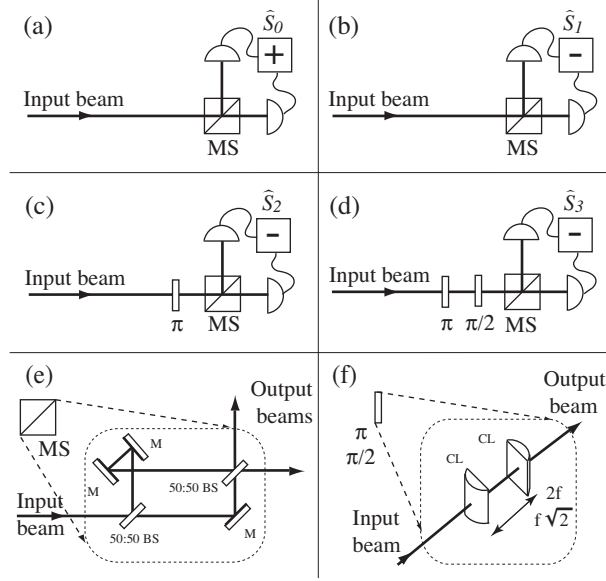 (a)
Ŝ0
+
Input beam
MS
(b)
Ŝ1
-
Input beam
MS
(c)
Ŝ2
-
Input beam
π
MS
(d)
Ŝ3
-
Input beam
π
π/2
MS
(e)
Output
beams
MS
M
M
50:50 BS
Input
beam
50:50 BS
M
(f)
Output
beam
π
π/2
CL
CL
2f
f √2
Input
beam